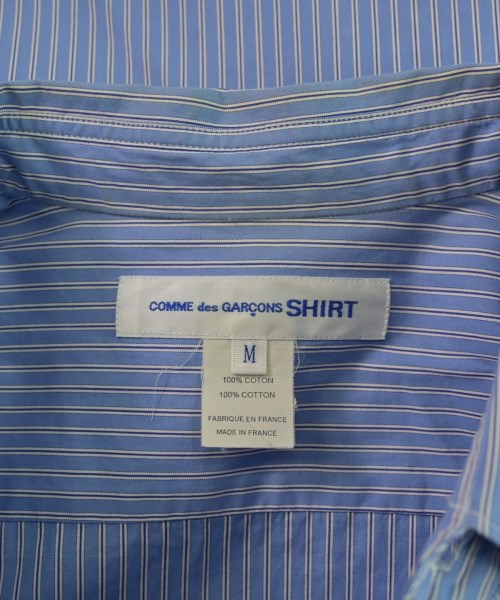 COMME des GARÇONS SHIRT
M
100% COTON
100% COTTON
FABRIQUE EN FRANCE
MADE IN FRANCE